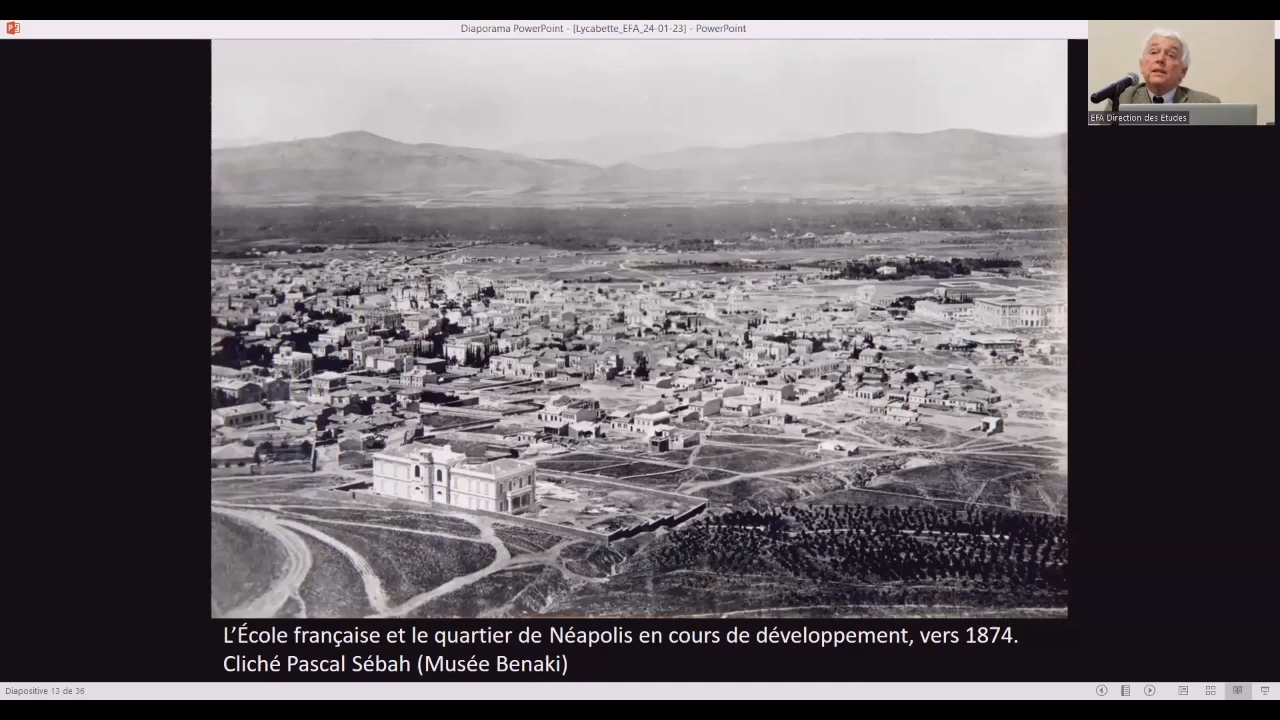 Diaporama PowerPoint - [Lycabette_EFA_24-01-23] - PowerPoint
EFA Direction des Etudes
L'École française et le quartier de Néapolis en cours de développement, vers 1874.
Cliché Pascal Sébah (Musée Benaki)
Diapositive 13 de 36